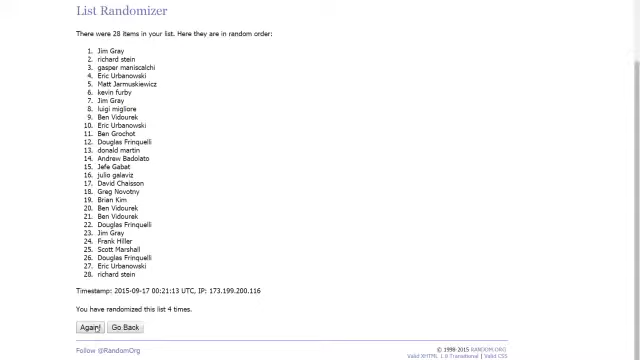 List Randomizer
There were 28 items in your list. Here they are in random order:
1. Jim Gray
2. richard stein
3. gasper maniscalchi
4. Eric Urbanowski
5. Matt Jarmuskiewicz
6. kevin furby
7. Jim Gray
8. luigi migliore
9. Ben Vidourek
10. Eric Urbanowski
11. Ben Grochot
12. Douglas Frinquelli
13. donald martin
14. Andrew Badolato
15. Jefe Gabat
16. julio galaviz
17. David Chaisson
18. Greg Novotny
19. Brian Kim
20. Ben Vidourek
21. Ben Vidourek
22. Douglas Frinquelli
23. Jim Gray
24. Frank Hiller
25. Scott Marshall
26. Douglas Frinquelli
27. Eric Urbanowski
28. richard stein
Timestamp: 2015-09-17 00:21:13 UTC, IP: 173.199.200.116
You have randomized this list 4 times.
Again! Go Back
Follow @RandomOrg © 1998-2015 RANDOM.ORG
Valid XHTML 1.0 Transitional | Valid CSS